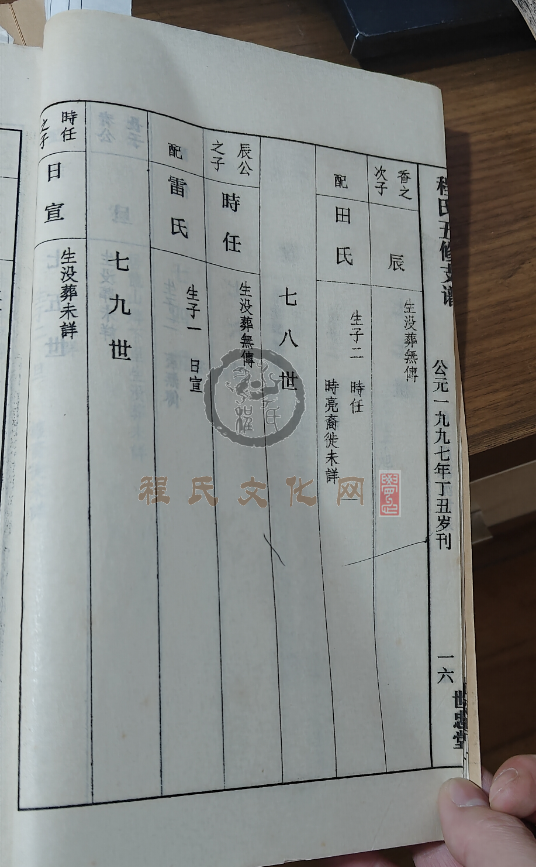 程氏五修支谱
公元一九九七年丁丑岁刊
一六
世忠堂
香之
次子
辰
生没葬無傳
配
田氏
生子二 時任
時亮裔徙未詳
七八世
辰公
之子
時任
生没葬無傳
配
雷氏
生子一 日宣
七九世
時任
之子
日宣
生没葬未詳
程氏文化网